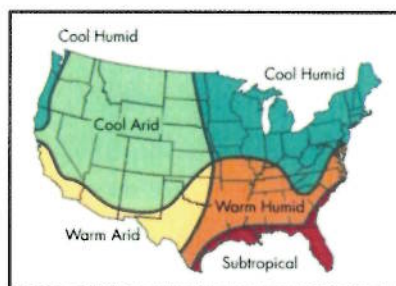 Cool Humid
Cool Humid
Cool Arid
Warm Humid
Warm Arid
Subtropical